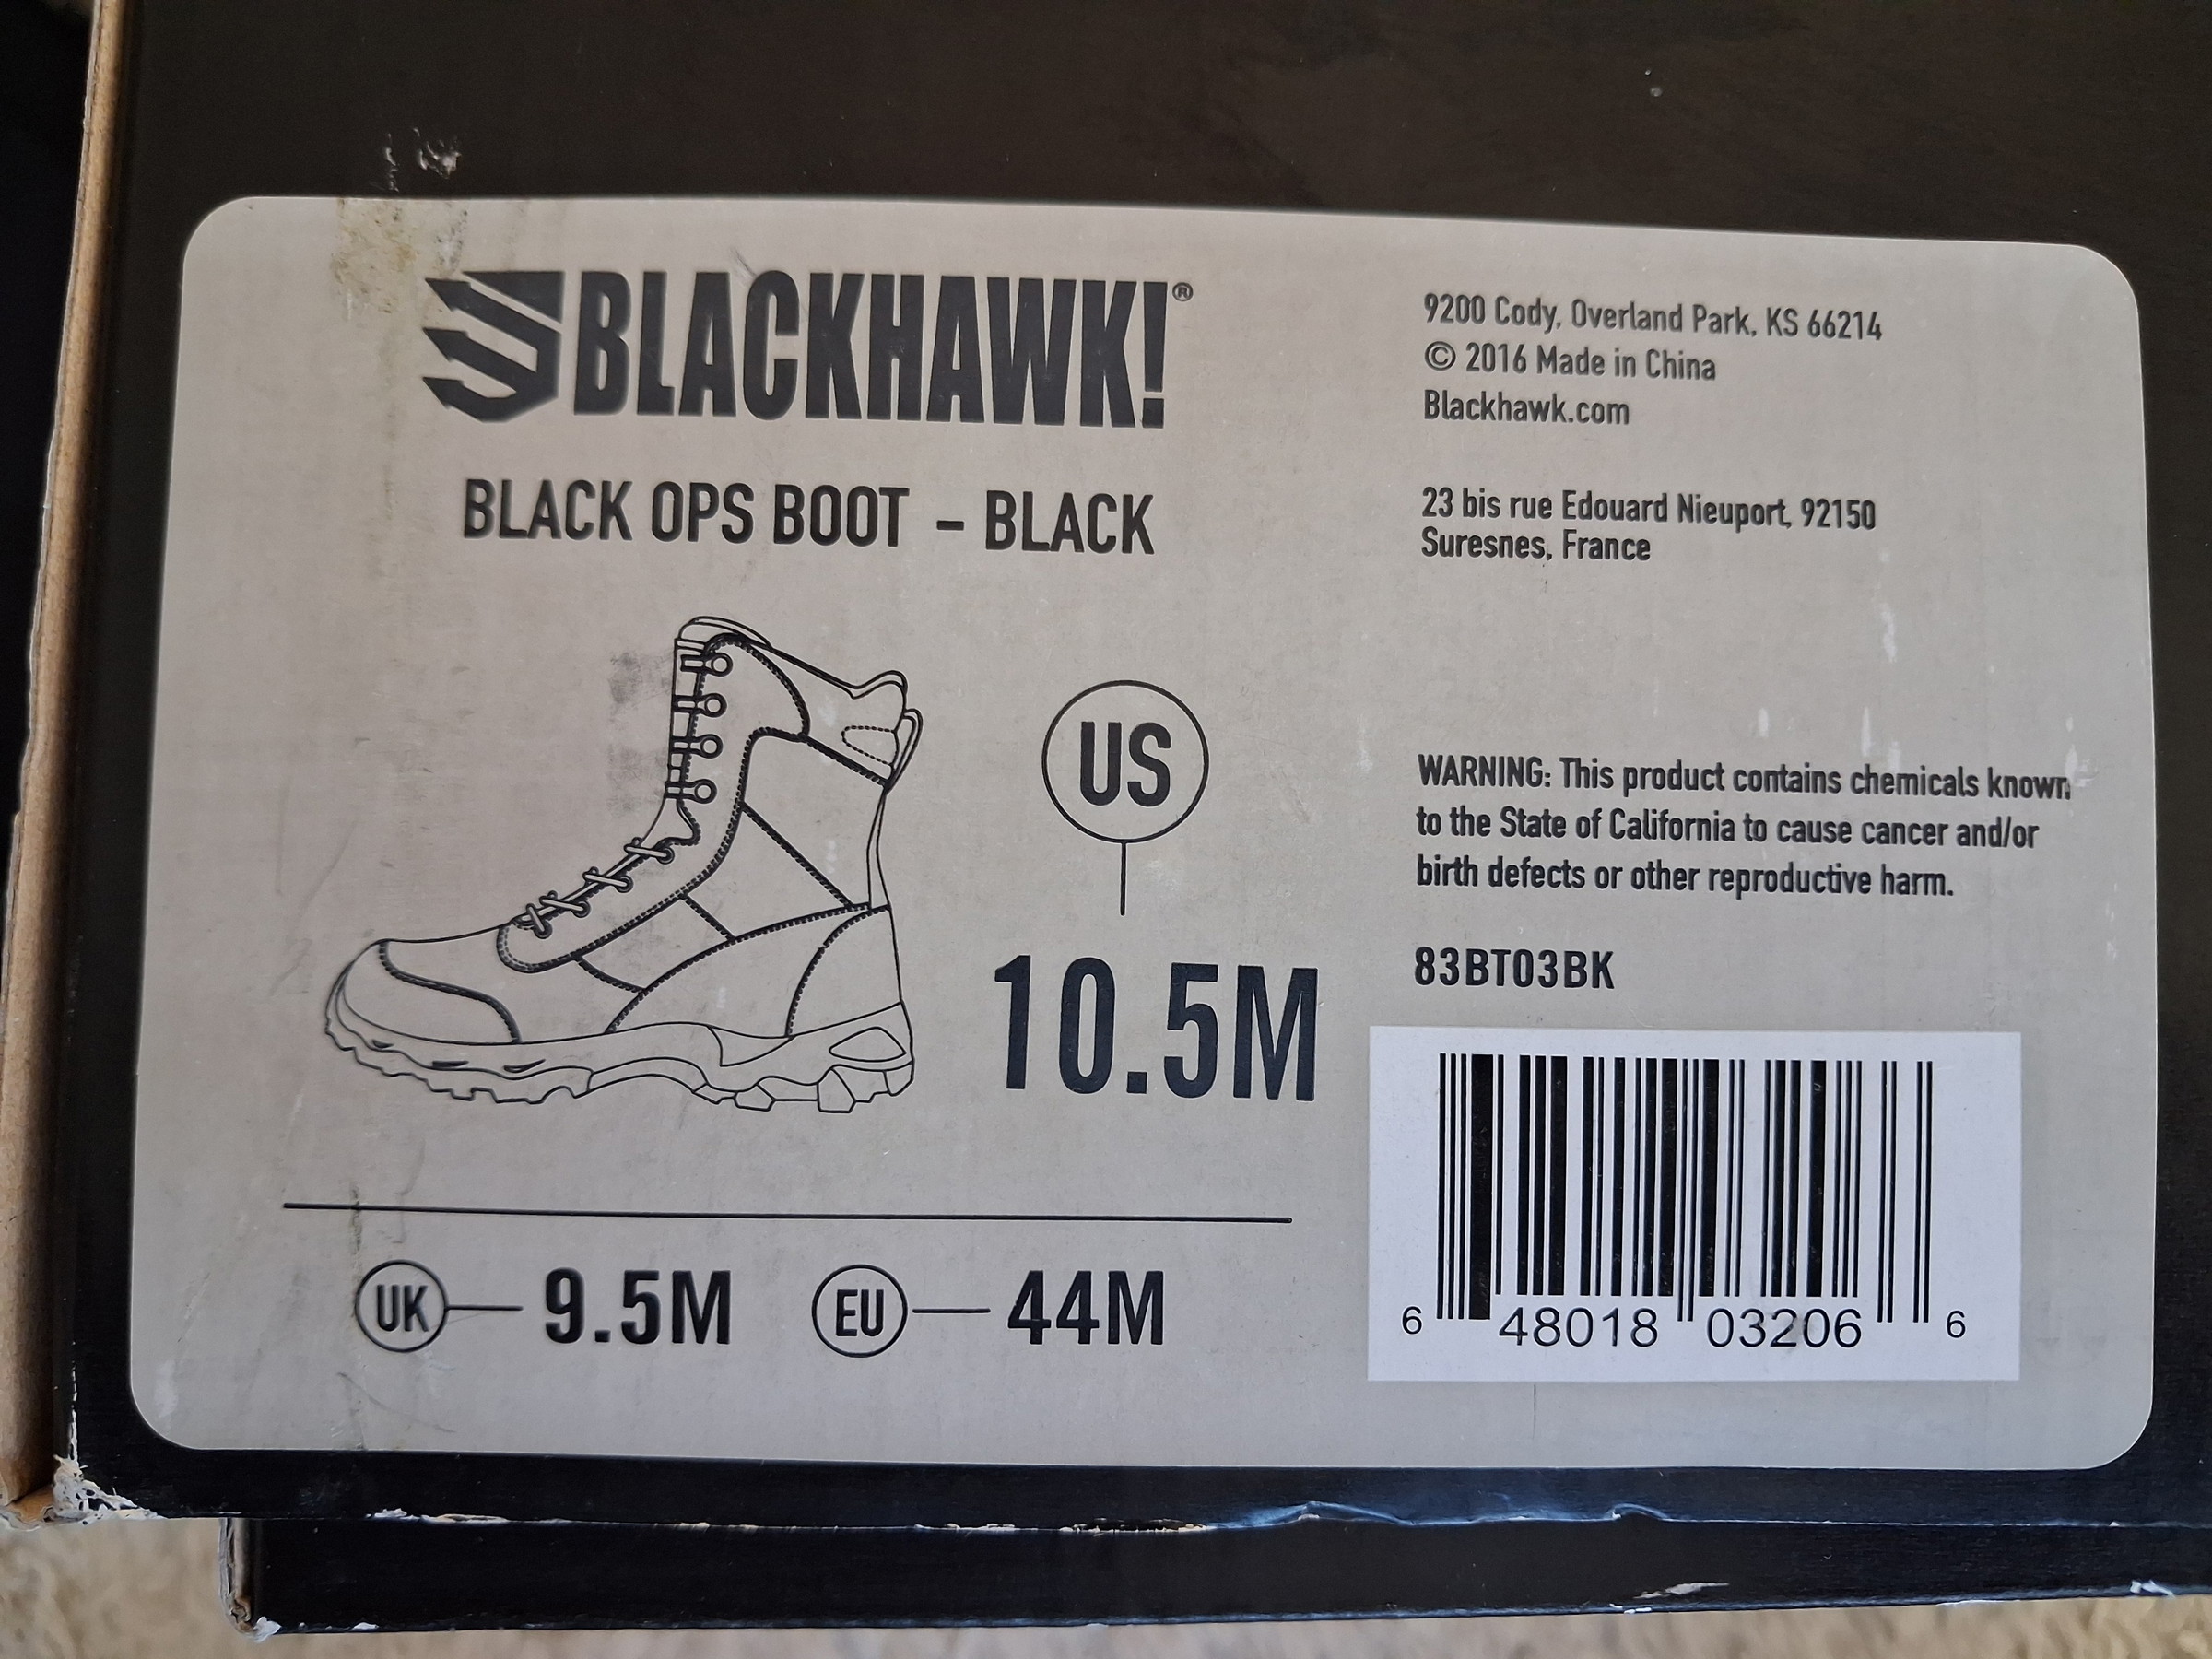 BLACKHAWK!®
BLACK OPS BOOT - BLACK
US
10.5M
UK 9.5M EU 44M
9200 Cody, Overland Park, KS 66214
© 2016 Made in China
Blackhawk.com
23 bis rue Edouard Nieuport, 92150
Suresnes, France
WARNING: This product contains chemicals known
to the State of California to cause cancer and/or
birth defects or other reproductive harm.
83BT03BK
6 48018 03206 6